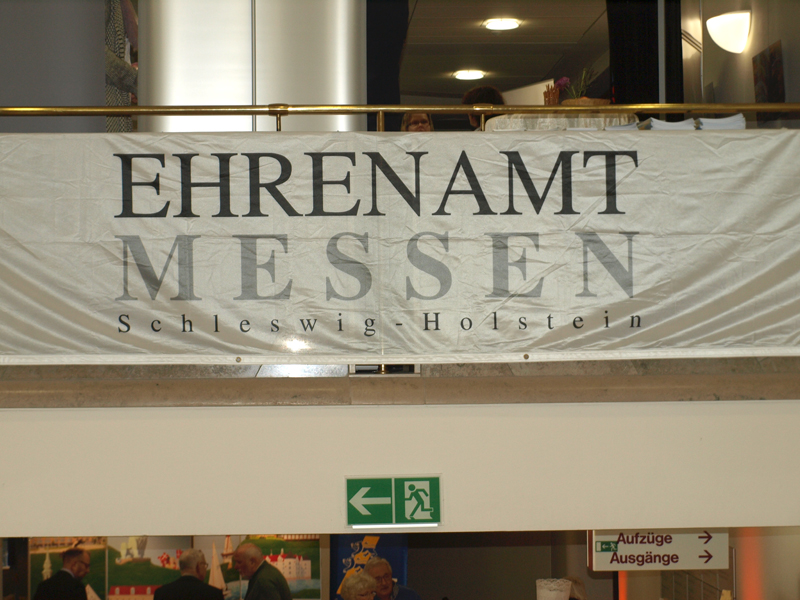 EHRENAMT
MESSEN
Schleswig-Holstein
Aufzüge
Ausgänge